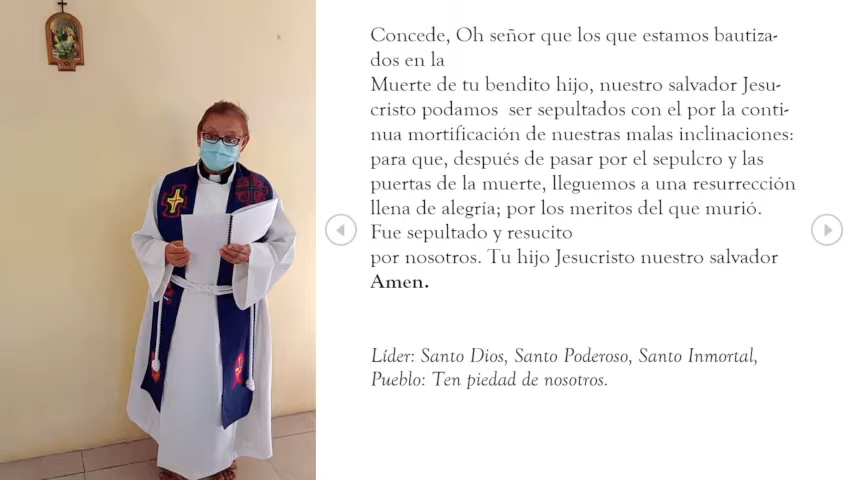 Concede, Oh señor que los que estamos bautiza-
dos en la
Muerte de tu bendito hijo, nuestro salvador Jesu-
cristo podamos  ser sepultados con el por la conti-
nua mortificación de nuestras malas inclinaciones:
para que, después de pasar por el sepulcro y las
puertas de la muerte, lleguemos a una resurrección
llena de alegría; por los meritos del que murió.
Fue sepultado y resucito
por nosotros. Tu hijo Jesucristo nuestro salvador
Amen.
Líder: Santo Dios, Santo Poderoso, Santo Inmortal,
Pueblo: Ten piedad de nosotros.